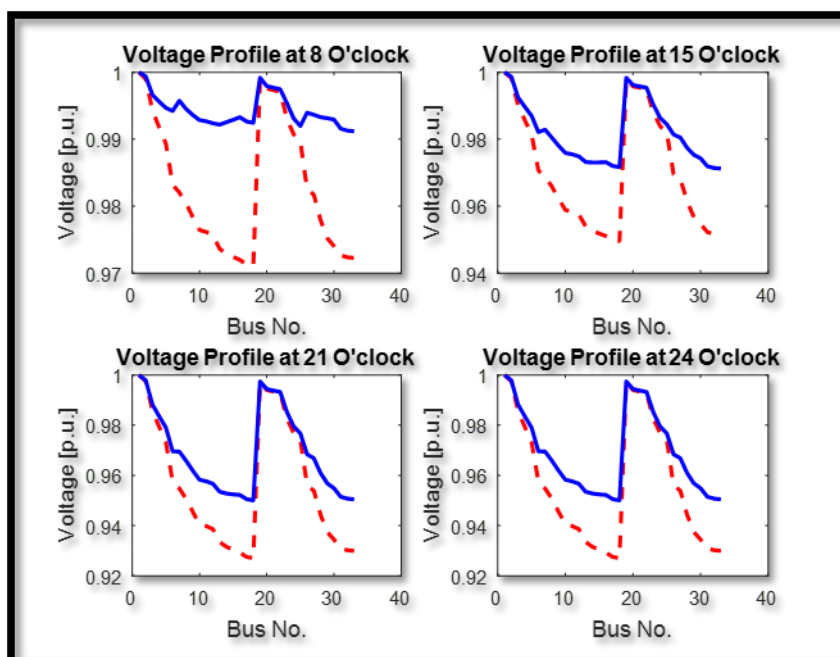 Voltage Profile at 8 O'clock
Voltage [p.u.]
1
0.99
0.98
0.97
0 10 20 30 40
Bus No.
Voltage Profile at 15 O'clock
Voltage [p.u.]
1
0.98
0.96
0.94
0 10 20 30 40
Bus No.
Voltage Profile at 21 O'clock
Voltage [p.u.]
1
0.98
0.96
0.94
0.92
0 10 20 30 40
Bus No.
Voltage Profile at 24 O'clock
Voltage [p.u.]
1
0.98
0.96
0.94
0.92
0 10 20 30 40
Bus No.